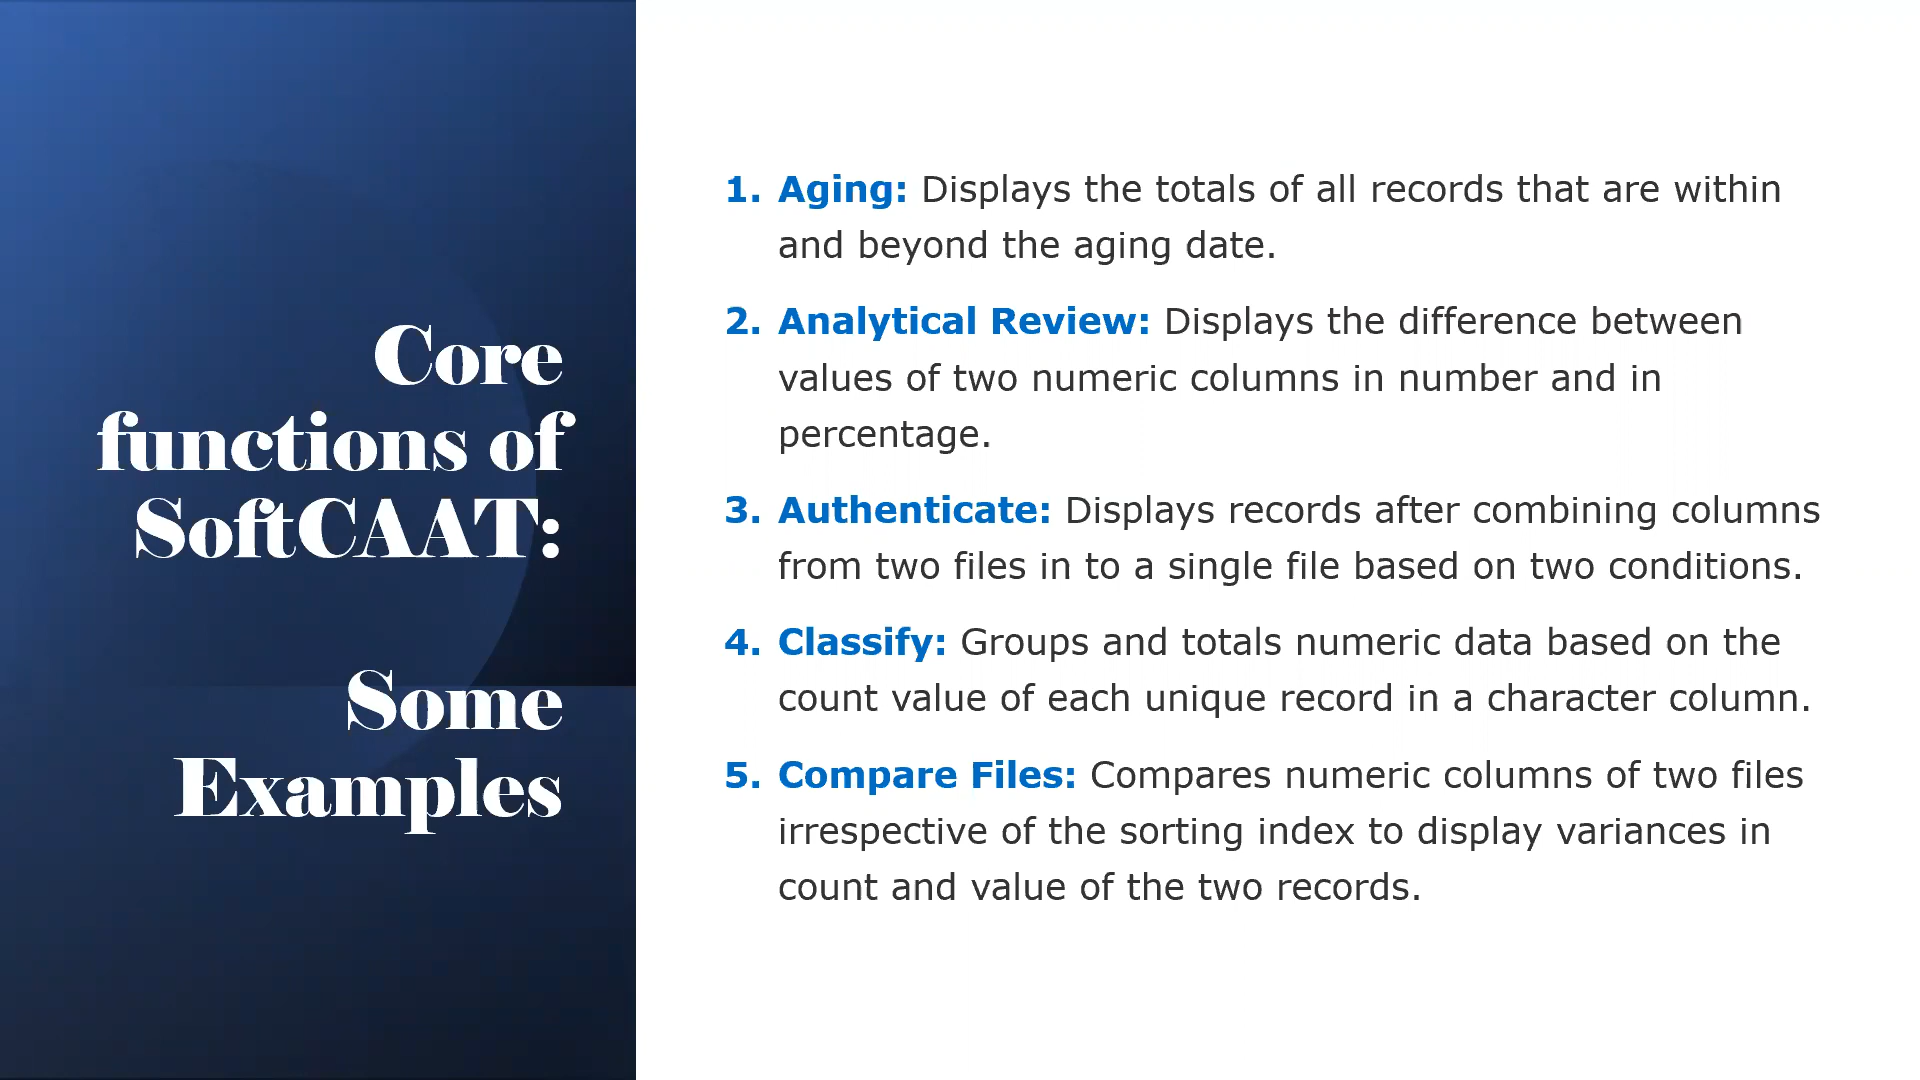 Core
functions of
SoftCAAT:
Some
Examples
1. Aging: Displays the totals of all records that are within
and beyond the aging date.
2. Analytical Review: Displays the difference between
values of two numeric columns in number and in
percentage.
3. Authenticate: Displays records after combining columns
from two files in to a single file based on two conditions.
4. Classify: Groups and totals numeric data based on the
count value of each unique record in a character column.
5. Compare Files: Compares numeric columns of two files
irrespective of the sorting index to display variances in
count and value of the two records.